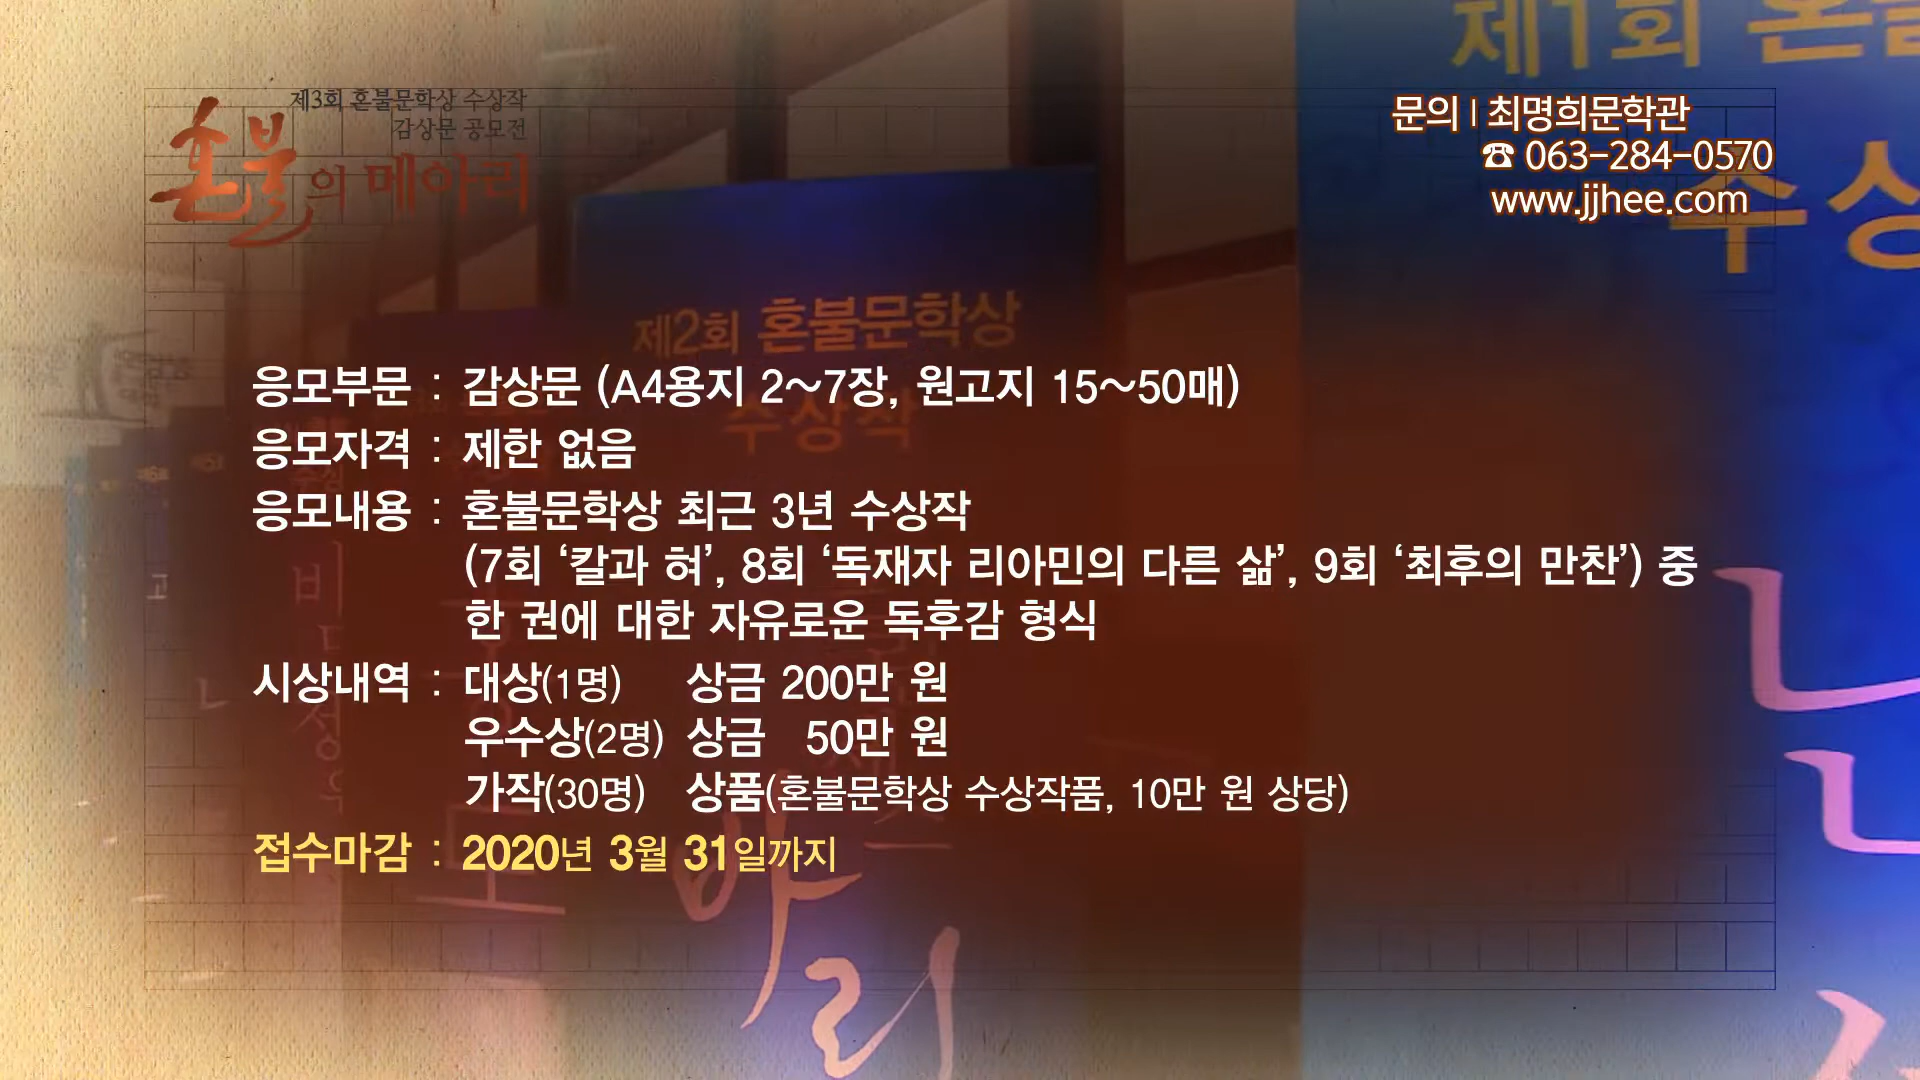 제3회 혼불문학상 수상작
감상문 공모전
혼불의 메아리
문의 | 최명희문학관
☎ 063-284-0570
www.jjhee.com
제1회 혼불
수상
제2회 혼불문학상
수상작
응모부문 : 감상문 (A4용지 2~7장, 원고지 15~50매)
응모자격 : 제한 없음
응모내용 : 혼불문학상 최근 3년 수상작
(7회 ‘칼과 혀’, 8회 ‘독재자 리아민의 다른 삶’, 9회 ‘최후의 만찬’) 중
한 권에 대한 자유로운 독후감 형식
시상내역 : 대상(1명) 상금 200만 원
우수상(2명) 상금 50만 원
가작(30명) 상품(혼불문학상 수상작품, 10만 원 상당)
접수마감 : 2020년 3월 31일까지